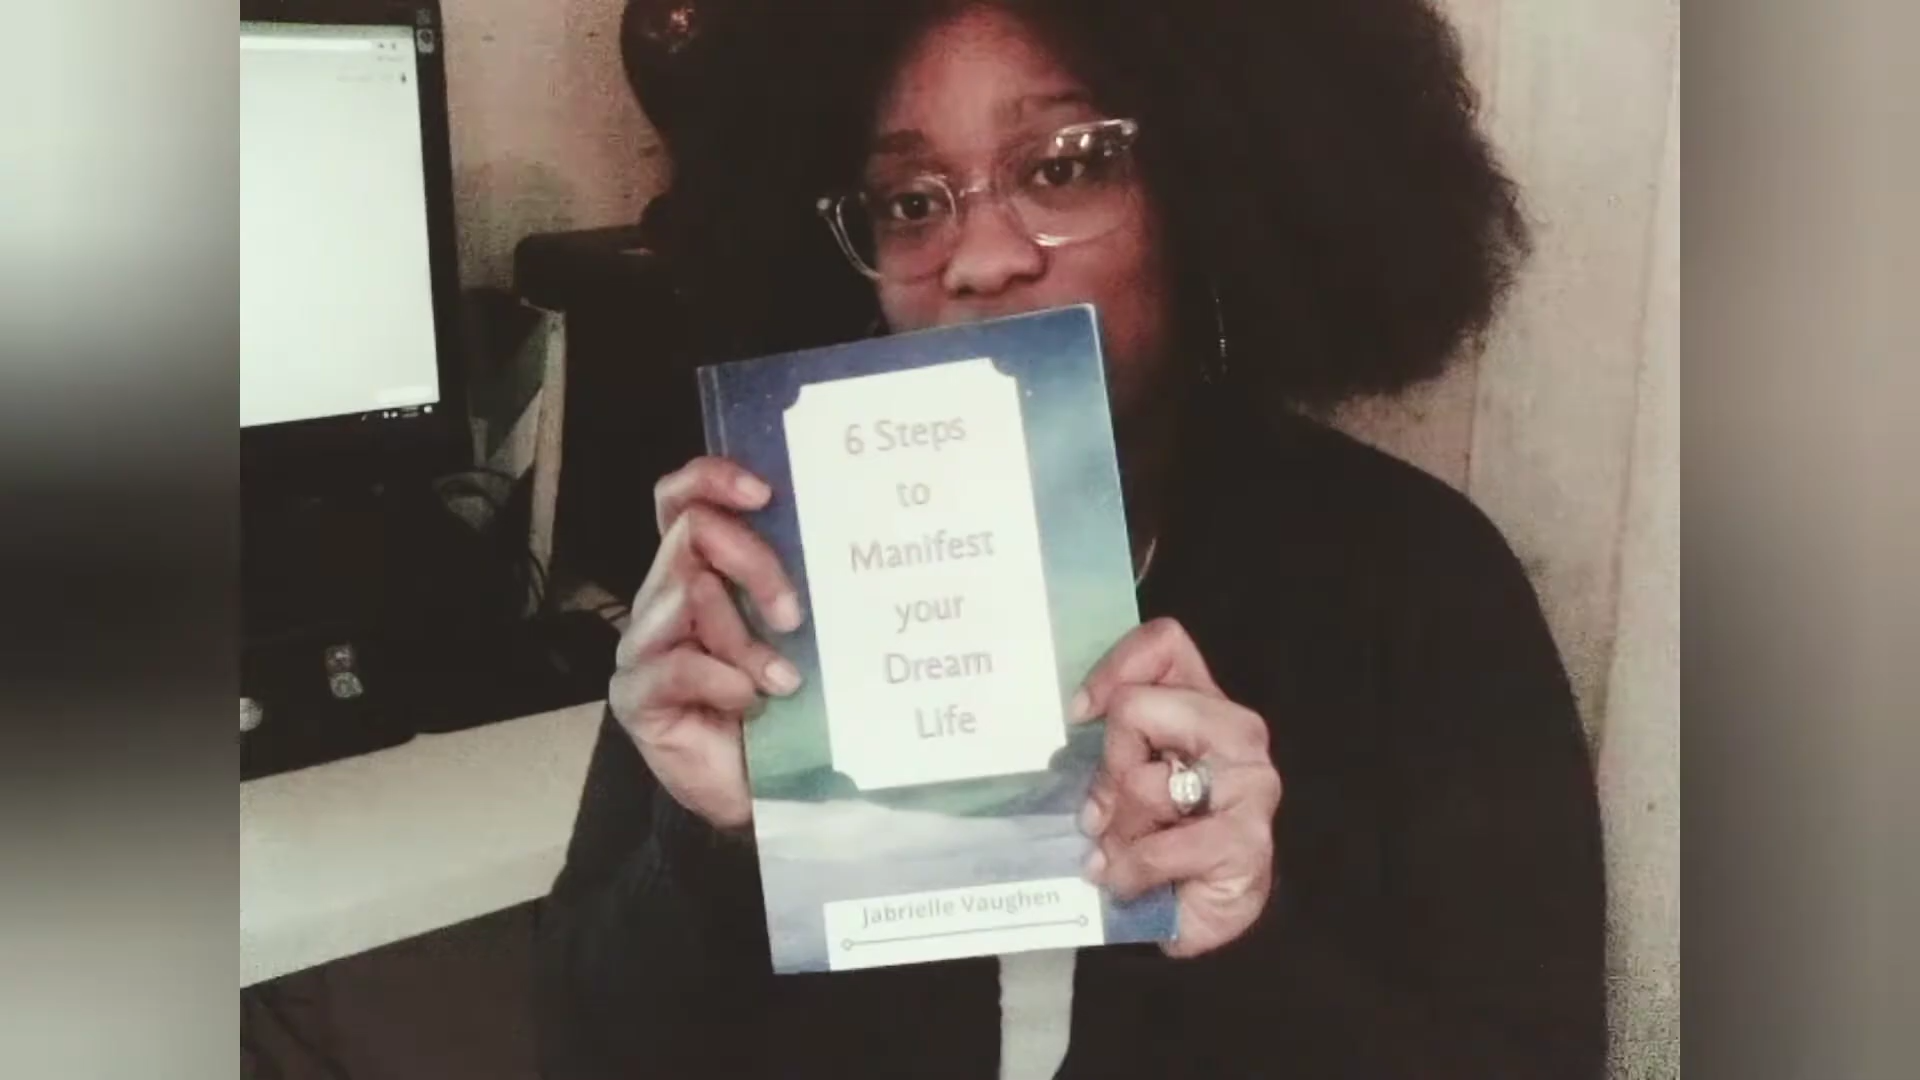 6 Steps
to
Manifest
your
Dream
Life
Jabrielle Vaughen